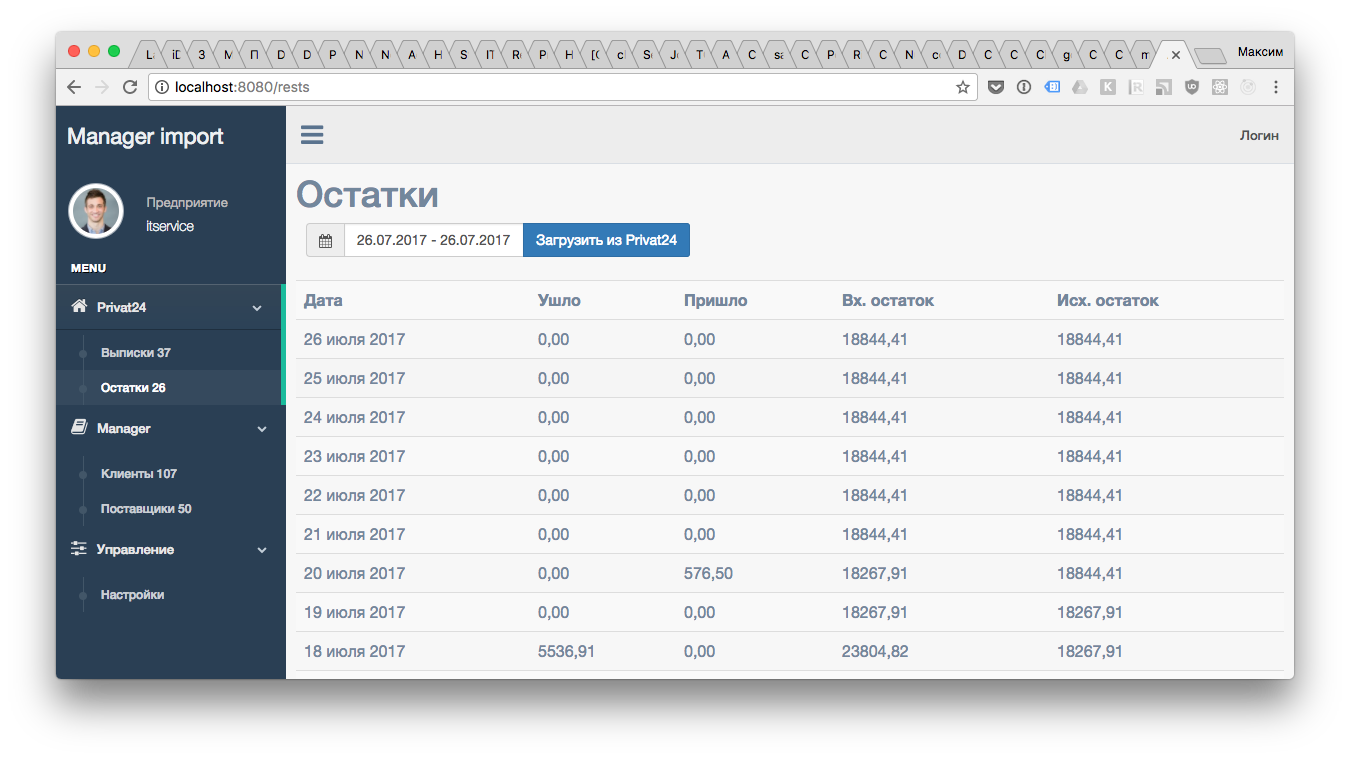 Максим
localhost:8080/rests
Manager import
Логин
Предприятие
itservice
MENU
Privat24
Выписки 37
Остатки 26
Manager
Клиенты 107
Поставщики 50
Управление
Настройки
Остатки
26.07.2017 - 26.07.2017 Загрузить из Privat24
Дата Ушло Пришло Вх. остаток Исх. остаток
26 июля 2017 0,00 0,00 18844,41 18844,41
25 июля 2017 0,00 0,00 18844,41 18844,41
24 июля 2017 0,00 0,00 18844,41 18844,41
23 июля 2017 0,00 0,00 18844,41 18844,41
22 июля 2017 0,00 0,00 18844,41 18844,41
21 июля 2017 0,00 0,00 18844,41 18844,41
20 июля 2017 0,00 576,50 18267,91 18844,41
19 июля 2017 0,00 0,00 18267,91 18267,91
18 июля 2017 5536,91 0,00 23804,82 18267,91